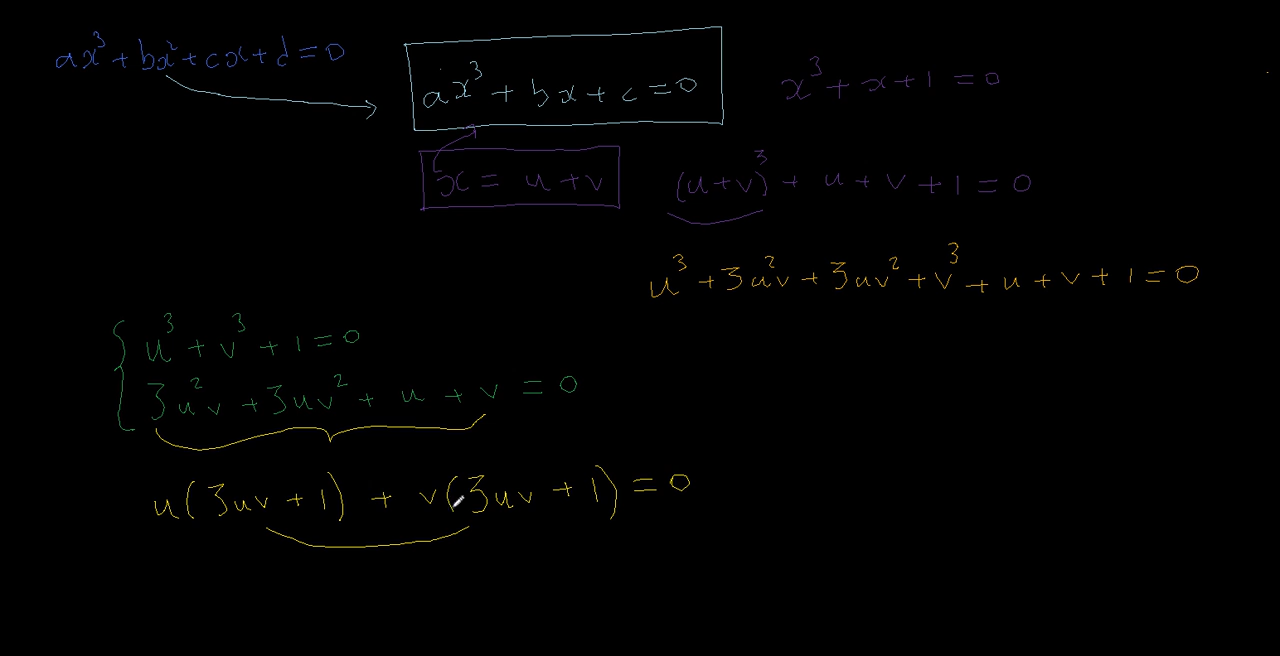 ax³ + bx² + cx + d = 0
ax³ + bx + c = 0
x³ + x + 1 = 0
x = u + v
(u + v)³ + u + v + 1 = 0
u³ + 3u²v + 3uv² + v³ + u + v + 1 = 0
u³ + v³ + 1 = 0
3u²v + 3uv² + u + v = 0
u(3uv + 1) + v(3uv + 1) = 0